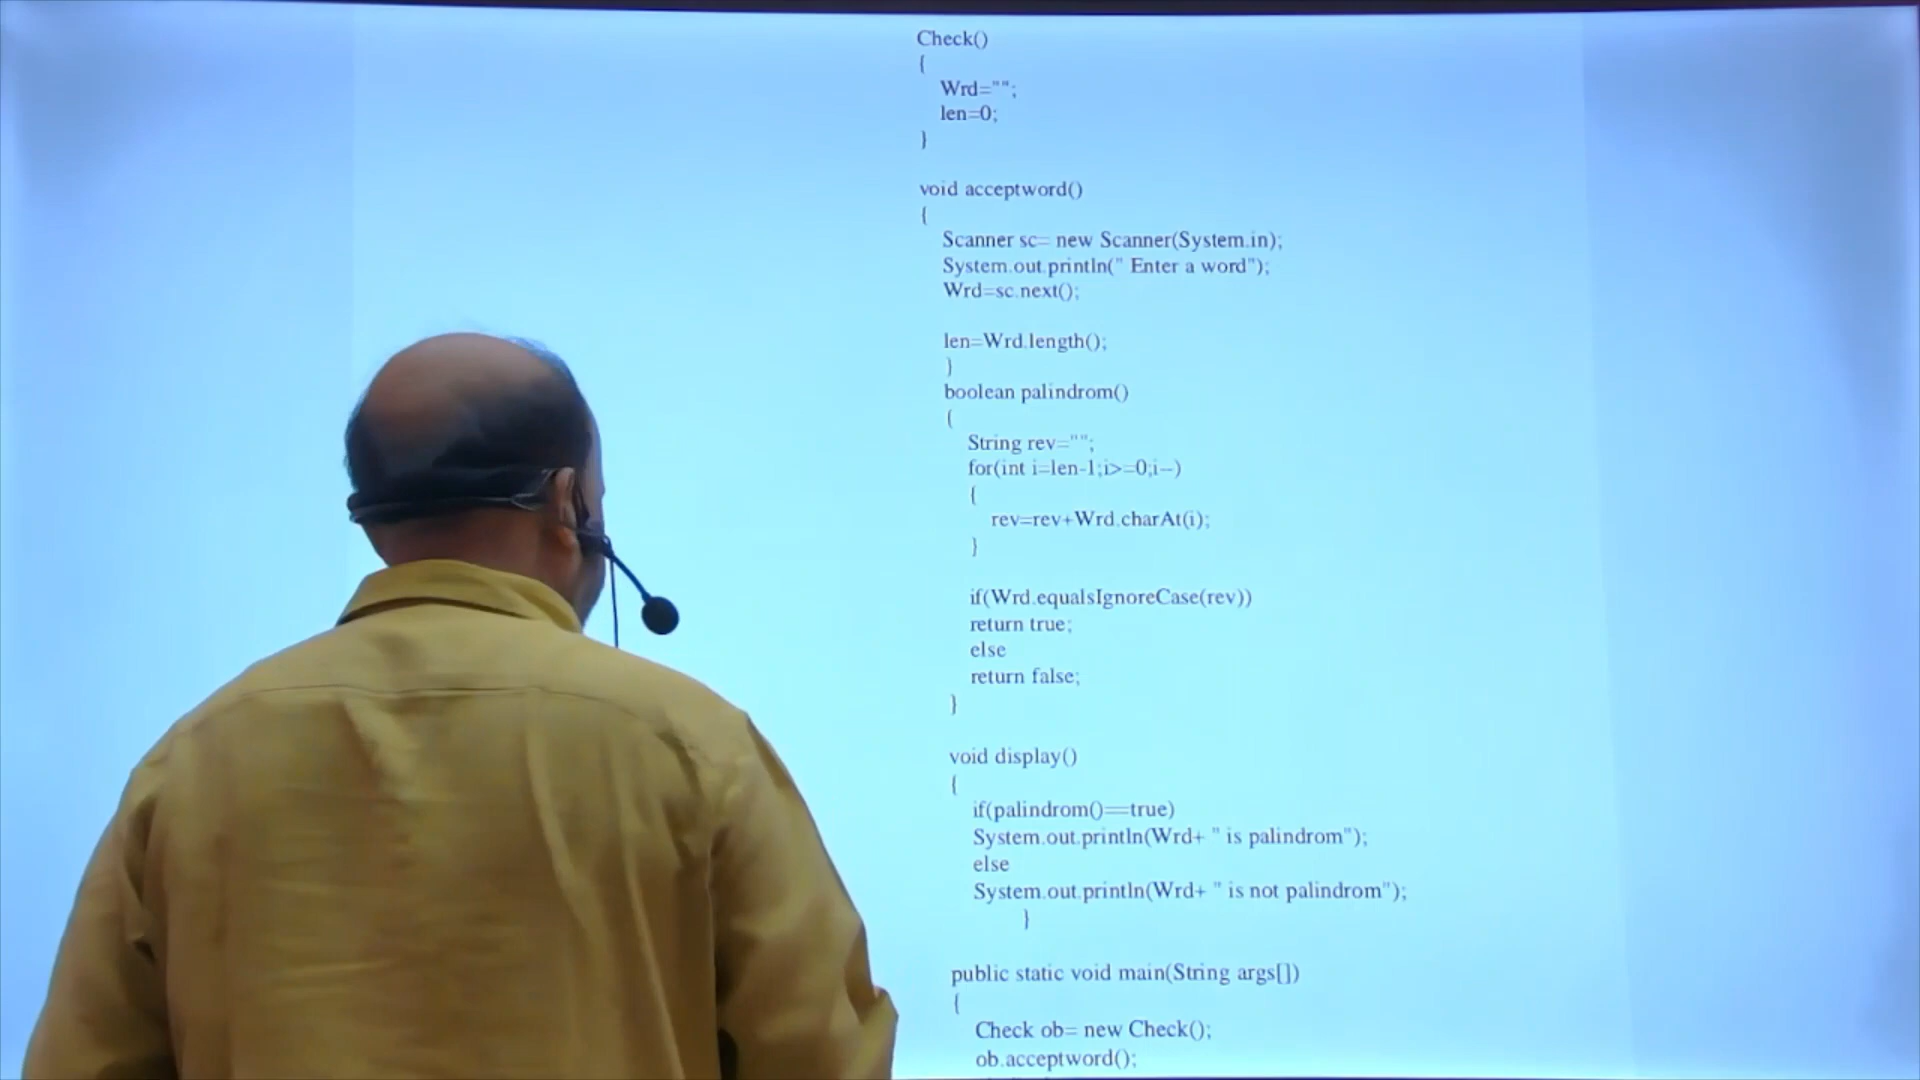 Check()
{
Wrd="";
len=0;
}
void acceptword()
{
Scanner sc= new Scanner(System.in);
System.out.println(" Enter a word");
Wrd=sc.next();
len=Wrd.length();
}
boolean palindrom()
{
String rev="";
for(int i=len-1;i>=0;i--)
{
rev=rev+Wrd.charAt(i);
}
if(Wrd.equalsIgnoreCase(rev))
return true;
else
return false;
}
void display()
{
if(palindrom()==true)
System.out.println(Wrd+ " is palindrom");
else
System.out.println(Wrd+ " is not palindrom");
}
public static void main(String args[])
{
Check ob= new Check();
ob.acceptword();